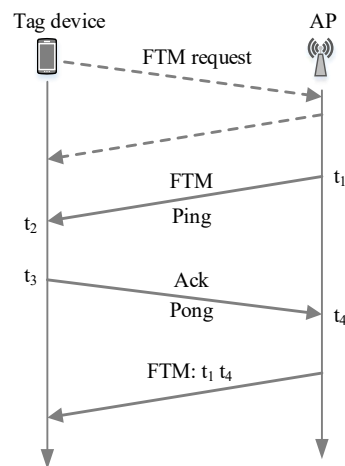 Tag device
AP
FTM request
FTM
t₁
Ping
t₂
t₃
Ack
Pong
t₄
FTM: t₁ t₄